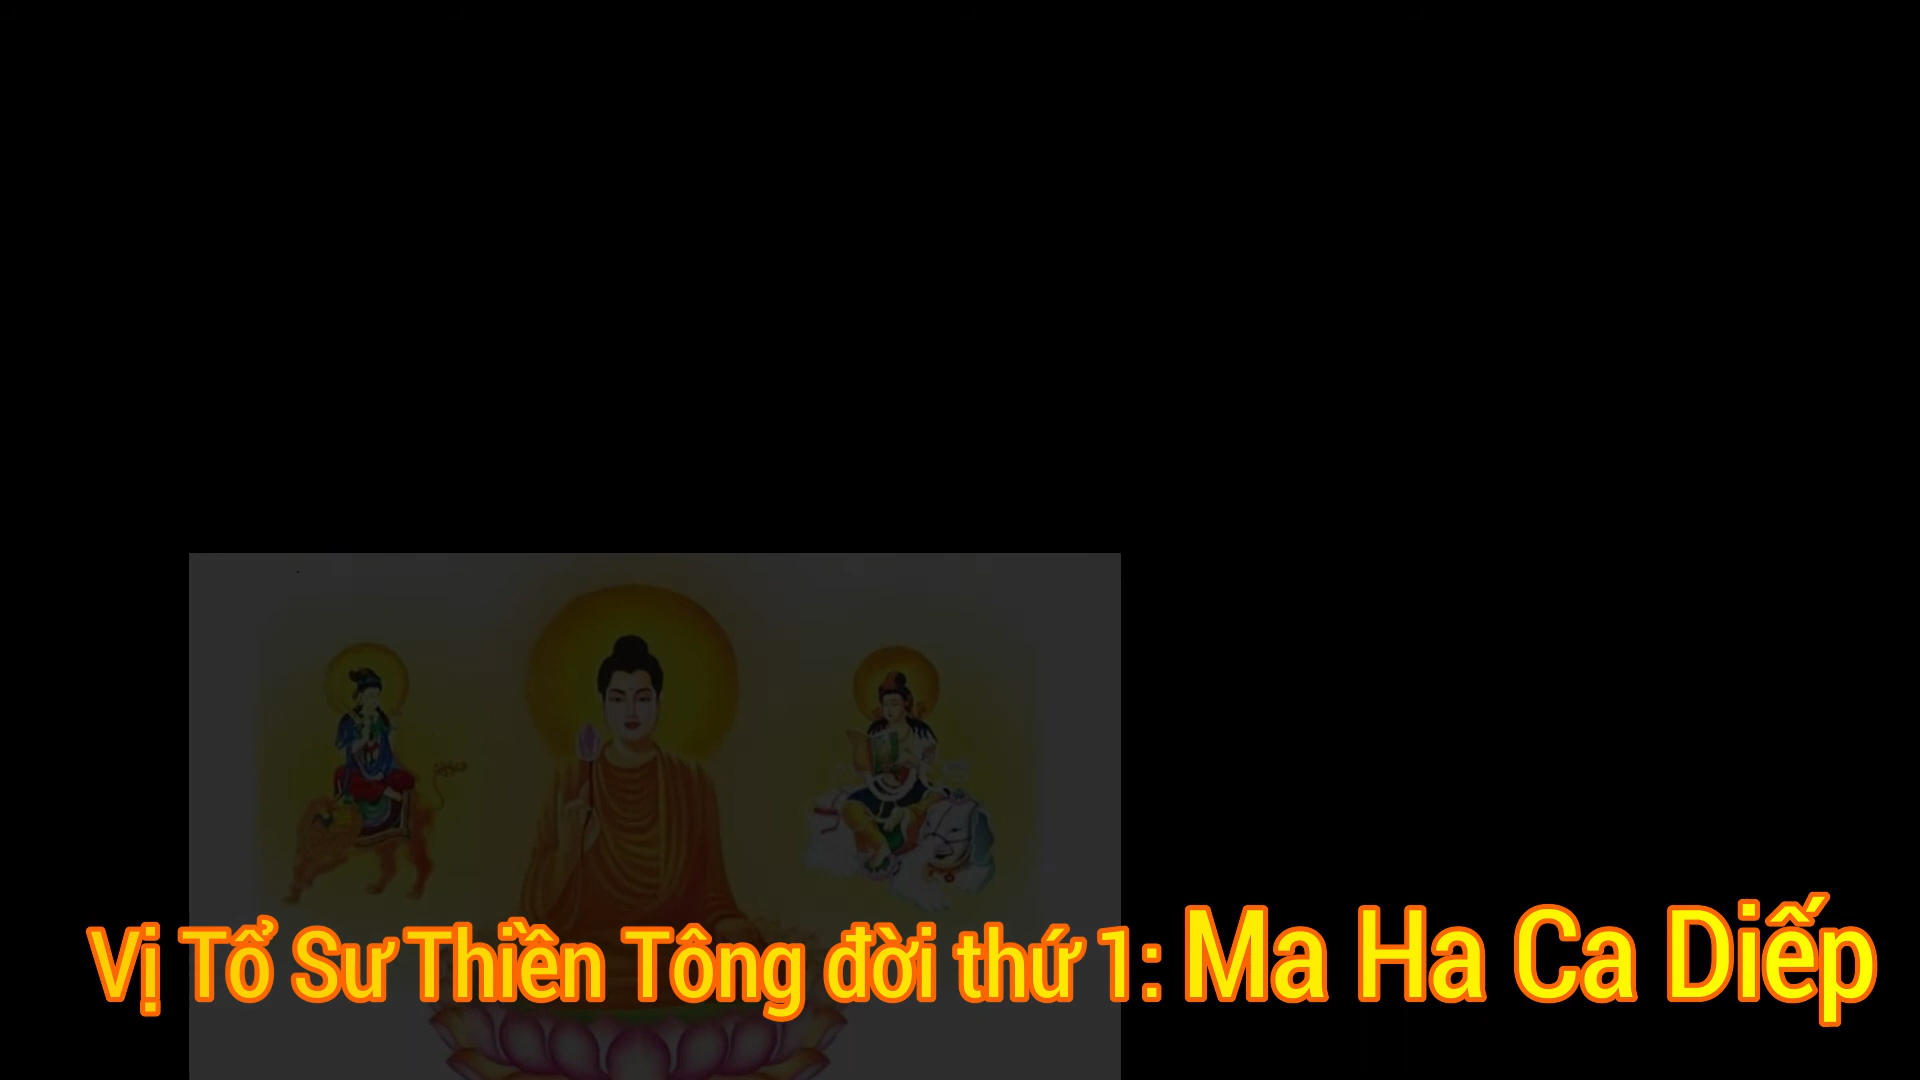 Vị Tổ Sư Thiền Tông đời thứ 1: Ma Ha Ca Diếp